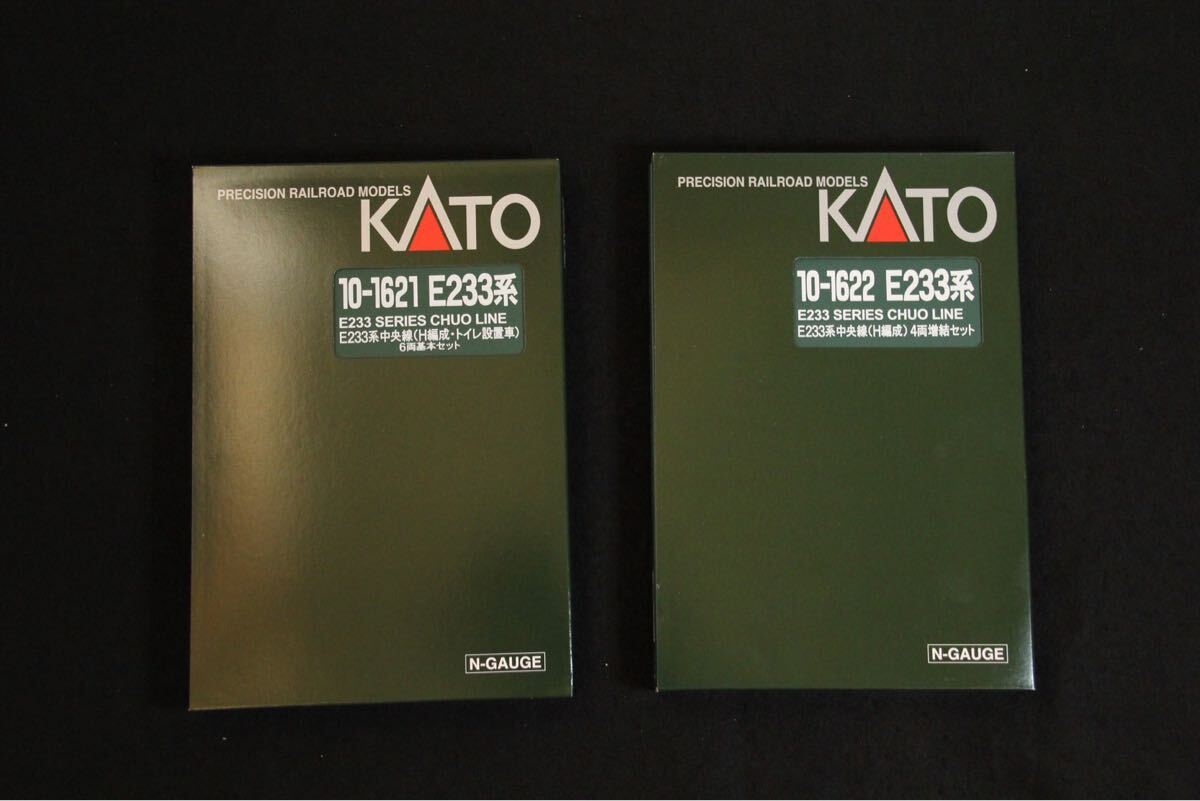 PRECISION RAILROAD MODELS
KATO
10-1621 E233系
E233 SERIES CHUO LINE
E233系中央線(H編成・トイレ設置車)
6両基本セット
N-GAUGE
PRECISION RAILROAD MODELS
KATO
10-1622 E233系
E233 SERIES CHUO LINE
E233系中央線(H編成)4両増結セット
N-GAUGE